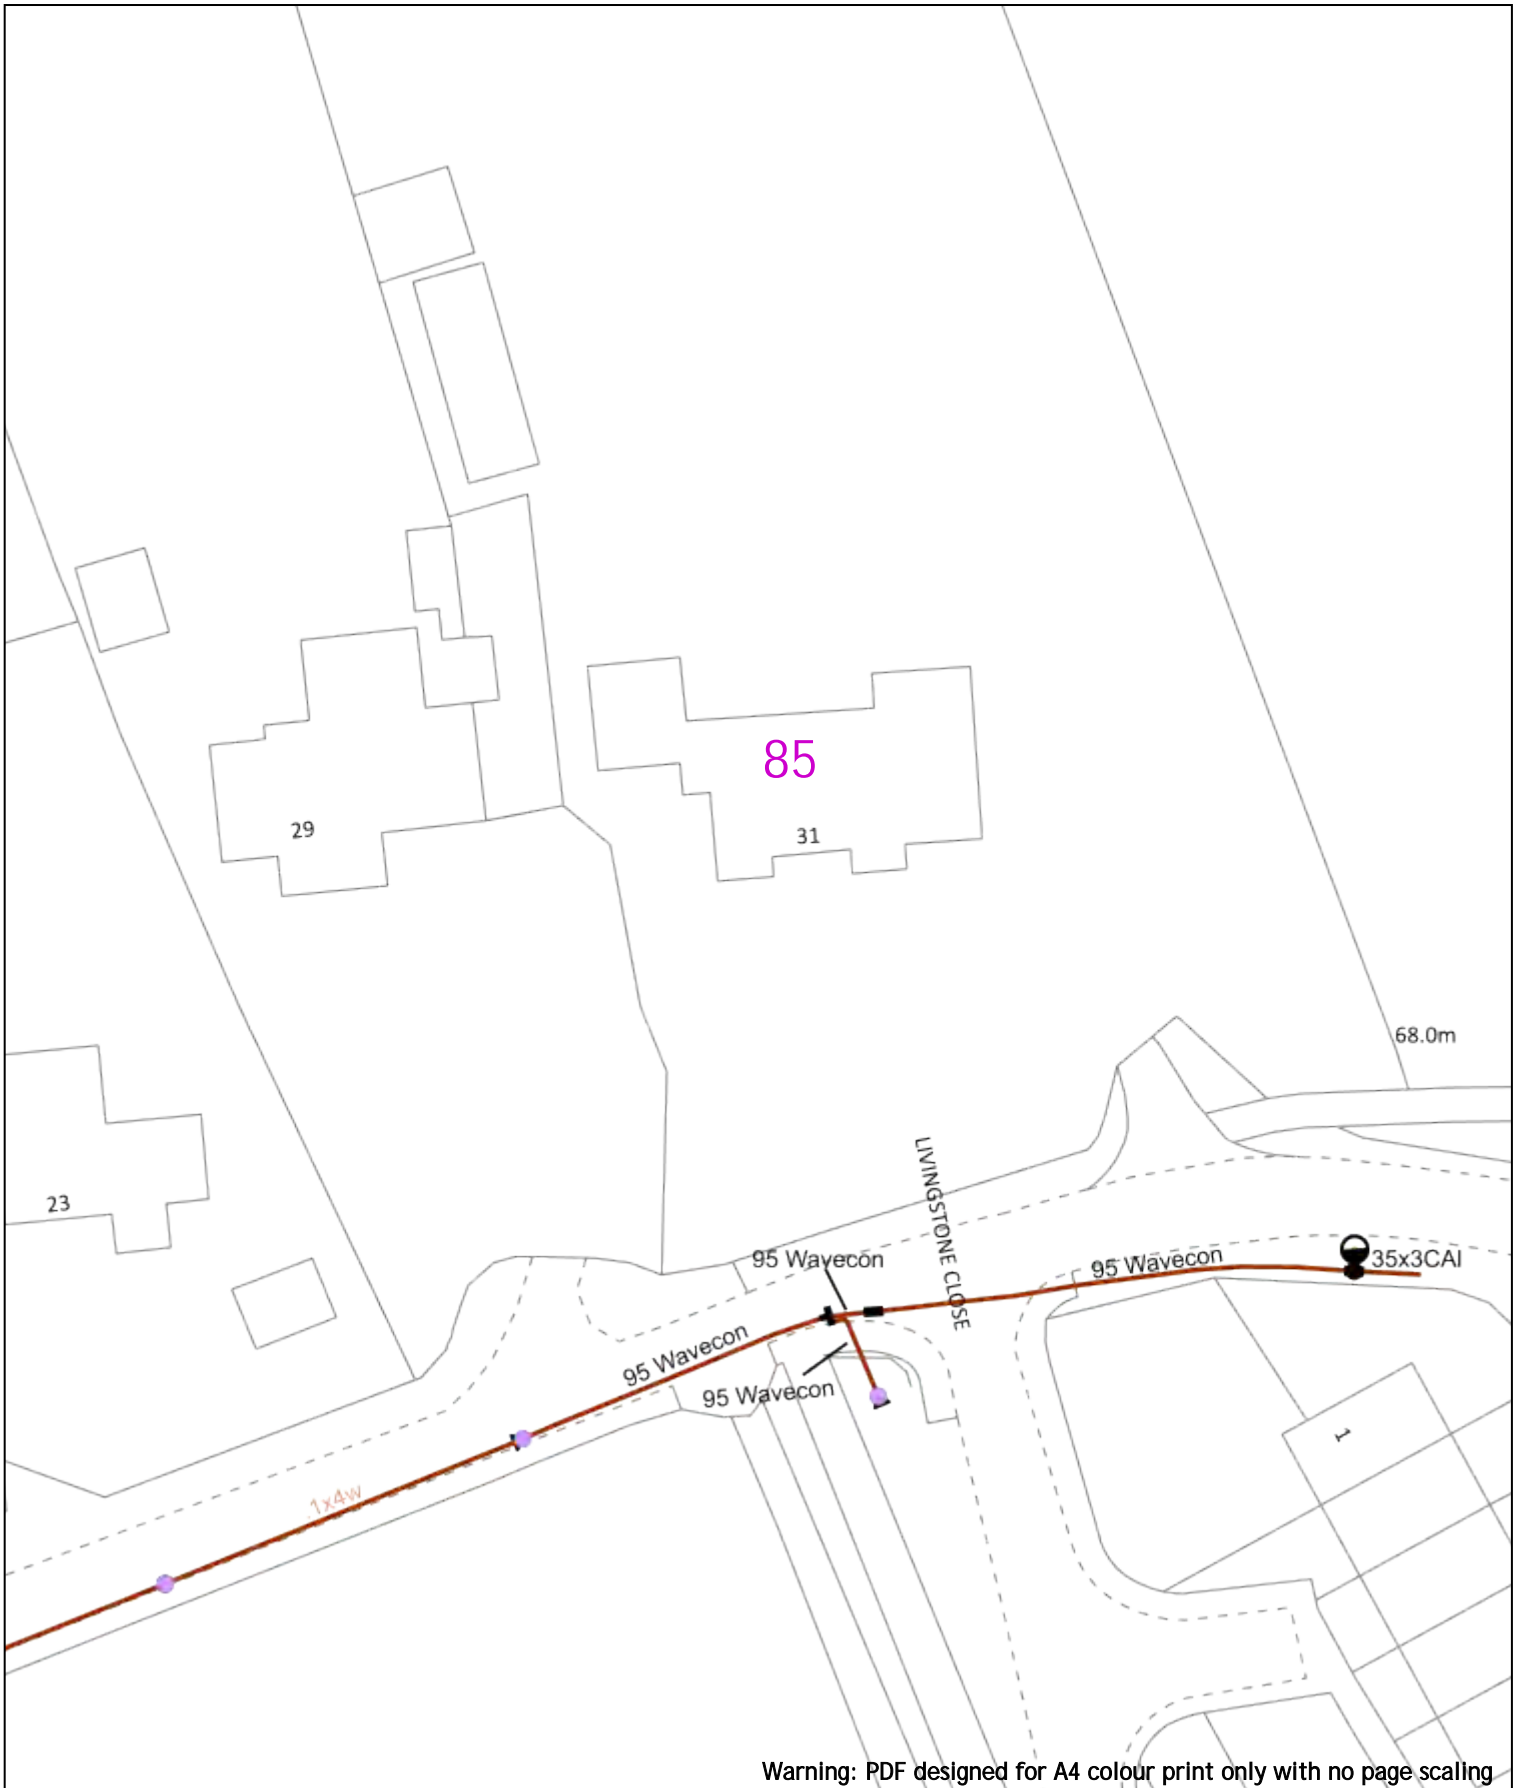 85
29
31
68.0m
23
LIVINGSTONE CLOSE
95 Wavecon
95 Wavecon
35x3CAI
95 Wavecon
95 Wavecon
1
1x4w
Warning: PDF designed for A4 colour print only with no page scaling